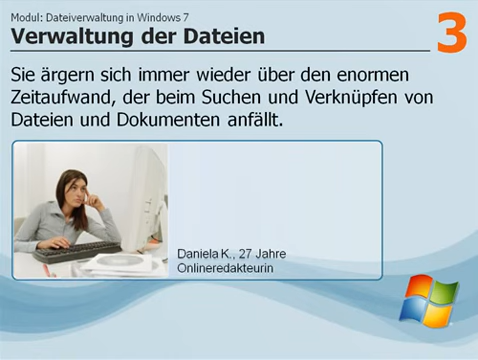 Modul: Dateiverwaltung in Windows 7
Verwaltung der Dateien
3
Sie ärgern sich immer wieder über den enormen
Zeitaufwand, der beim Suchen und Verknüpfen von
Dateien und Dokumenten anfällt.
Daniela K., 27 Jahre
Onlineredakteurin